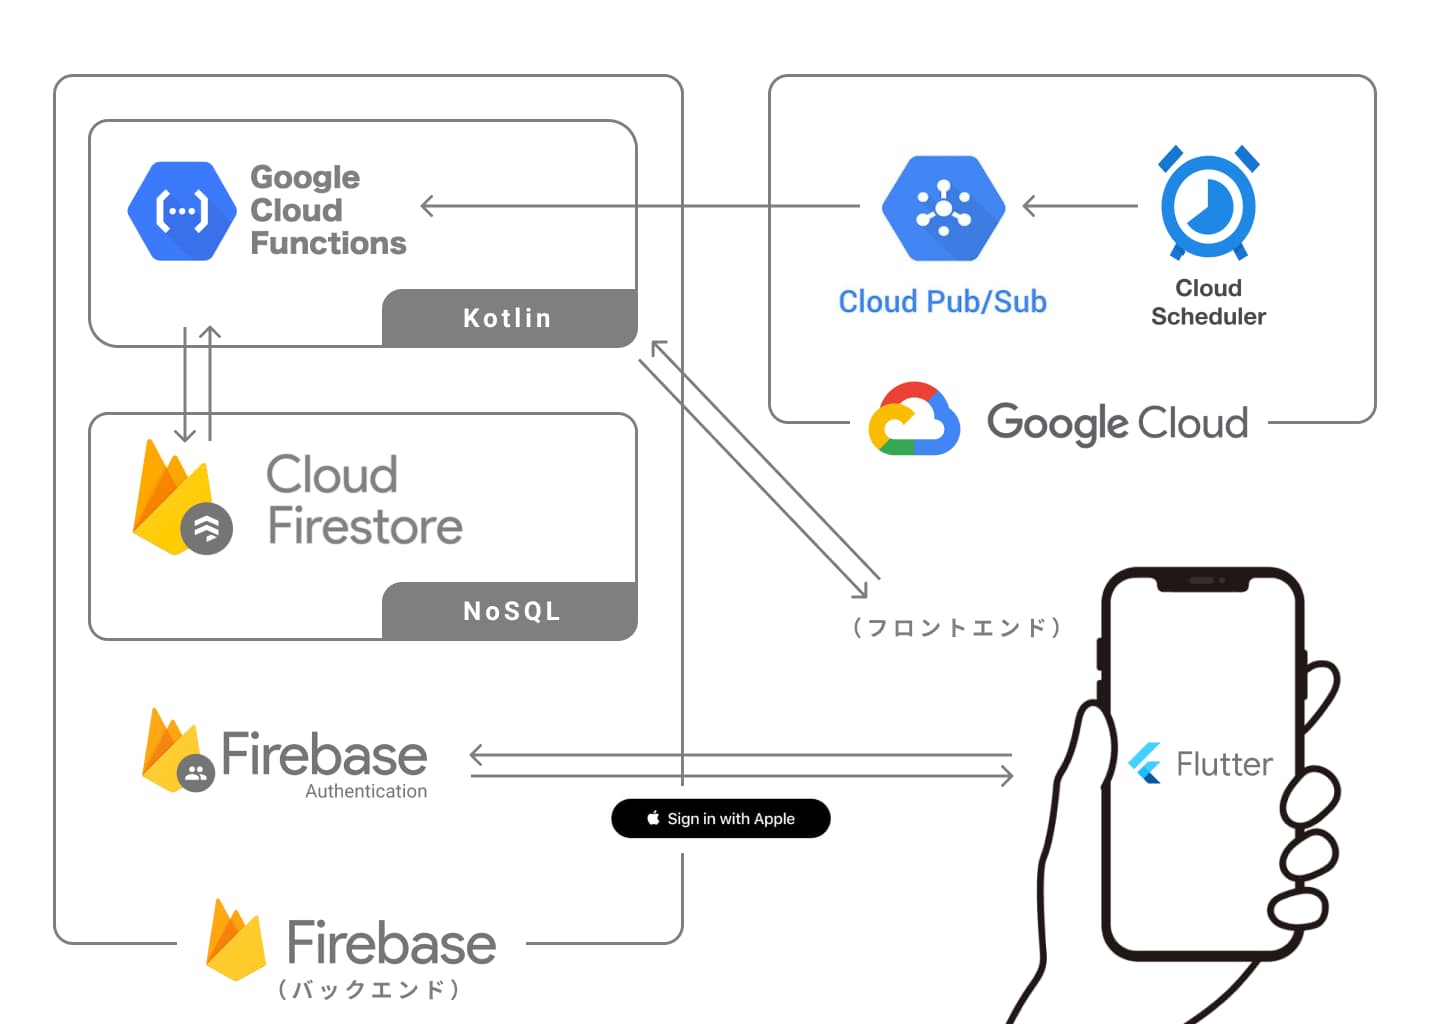 Google
Cloud
Functions
Kotlin
Cloud Pub/Sub
Cloud
Scheduler
Google Cloud
Cloud
Firestore
NoSQL
(フロントエンド)
Firebase
Authentication
Flutter
Sign in with Apple
Firebase
(バックエンド)